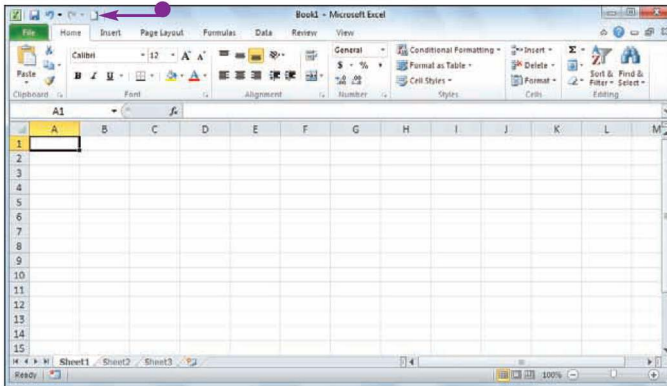 Book1 - Microsoft Excel
File Home Insert Page Layout Formulas Data Review View
Calibri 12 A A General Conditional Formatting Insert Σ
Paste B I U A $ % , Format as Table Delete Sort & Find &
.0 .00 Cell Styles Format Filter Select
Clipboard Font Alignment Number Styles Cells Editing
A1 fx
A B C D E F G H I J K L M
1
2
3
4
5
6
7
8
9
10
11
12
13
14
15
Sheet1 Sheet2 Sheet3
Ready 100%